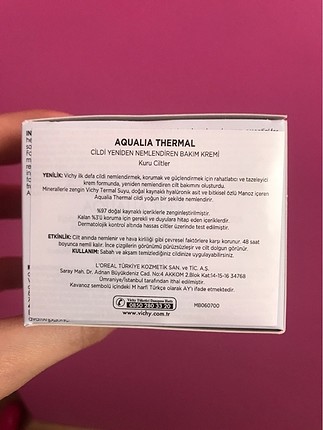 AQUALIA THERMAL
CİLDİ YENİDEN NEMLENDİREN BAKIM KREMİ
Kuru Ciltler
YENİLİK: Vichy ilk defa cildi nemlendirmek, korumak ve güçlendirmek için rahatlatıcı ve tazeleyici
krem formunda, yeniden nemlendiren cilt bakımını oluşturdu.
Minerallerle zengin Vichy Termal Suyu, doğal kaynaklı hyalüronik asit ve bitkisel özlü Manoz içeren
Aqualia Thermal cildi yoğun bir şekilde nemlendirir.
%97 doğal kaynaklı içeriklerle zenginleştirilmiştir.
Kalan %3'ü koruma için gerekli ve duyulara hitap eden içeriklerdir.
Dermatolojik kontrol altında hassas ciltler üzerinde test edilmiştir.
ETKİNLİK: Cilt anında nemlenir ve hava kirliliği gibi çevresel faktörlere karşı korunur. 48 saat
boyunca nemli kalır. İnce çizgilerin görünümü pürüzsüzleşir ve cilt dolgunlaşır.
KULLANIM: Sabah ve akşam temizlediğiniz cildinize uygulayabilirsiniz.
L'OREAL TÜRKİYE KOZMETİK SAN. ve TİC. A.Ş.
Saray Mah. Dr. Adnan Büyükdeniz Cad. No:4 AKKOM 2.Blok Kat:14-15-16 34768
Ümraniye/İstanbul tarafından ithal edilmiştir.
Kavanoz sembolü içindeki M harfi Türkçe olarak AY'ı ifade etmektedir.
Vichy Tüketici Danışma Hattı
0850 280 33 20
www.vichy.com.tr
MB060700